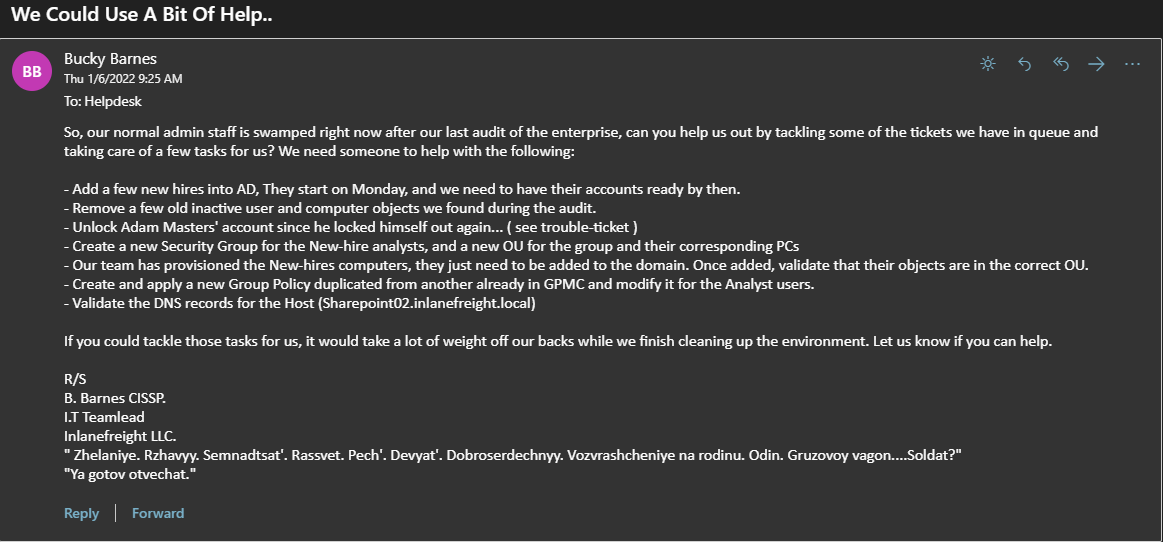 We Could Use A Bit Of Help..
BB
Bucky Barnes
Thu 1/6/2022 9:25 AM
To: Helpdesk
So, our normal admin staff is swamped right now after our last audit of the enterprise, can you help us out by tackling some of the tickets we have in queue and
taking care of a few tasks for us? We need someone to help with the following:
- Add a few new hires into AD, They start on Monday, and we need to have their accounts ready by then.
- Remove a few old inactive user and computer objects we found during the audit.
- Unlock Adam Masters' account since he locked himself out again... ( see trouble-ticket )
- Create a new Security Group for the New-hire analysts, and a new OU for the group and their corresponding PCs
- Our team has provisioned the New-hires computers, they just need to be added to the domain. Once added, validate that their objects are in the correct OU.
- Create and apply a new Group Policy duplicated from another already in GPMC and modify it for the Analyst users.
- Validate the DNS records for the Host (Sharepoint02.inlanefreight.local)
If you could tackle those tasks for us, it would take a lot of weight off our backs while we finish cleaning up the environment. Let us know if you can help.
R/S
B. Barnes CISSP.
I.T Teamlead
Inlanefreight LLC.
" Zhelaniye. Rzhavyy. Semnadtsat'. Rassvet. Pech'. Devyat'. Dobroserdechnyy. Vozvrashcheniye na rodinu. Odin. Gruzovoy vagon....Soldat?"
"Ya gotov otvechat."
Reply | Forward